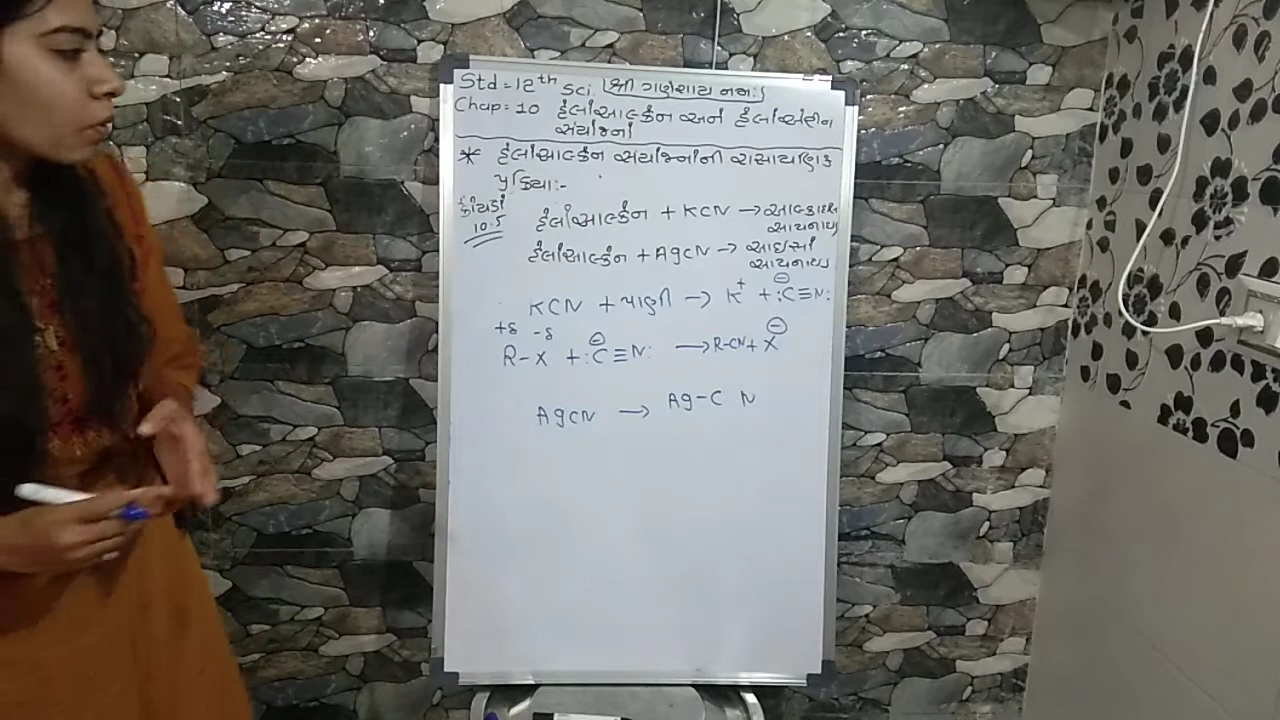 Std = 12th Sci. શ્રી ગણેશાય નમઃ
Chap = 10 હેલોઆલ્કેન અને હેલોએરીન
સંયોજનો
* હેલોઆલ્કેન સંયોજનોની રાસાયણિક
પ્રક્રિયા:-
કોયડો 10.5
હેલોઆલ્કેન + KCN → આલ્કાઇલ સાયનાઇડ
હેલોઆલ્કેન + AgCN → આઇસો સાયનાઇડ
KCN + પાણી → K⁺ + :C⊖≡N:
+δ -δ
R-X + :C⊖≡N: → R-CN + X⊖
AgCN → Ag-C N